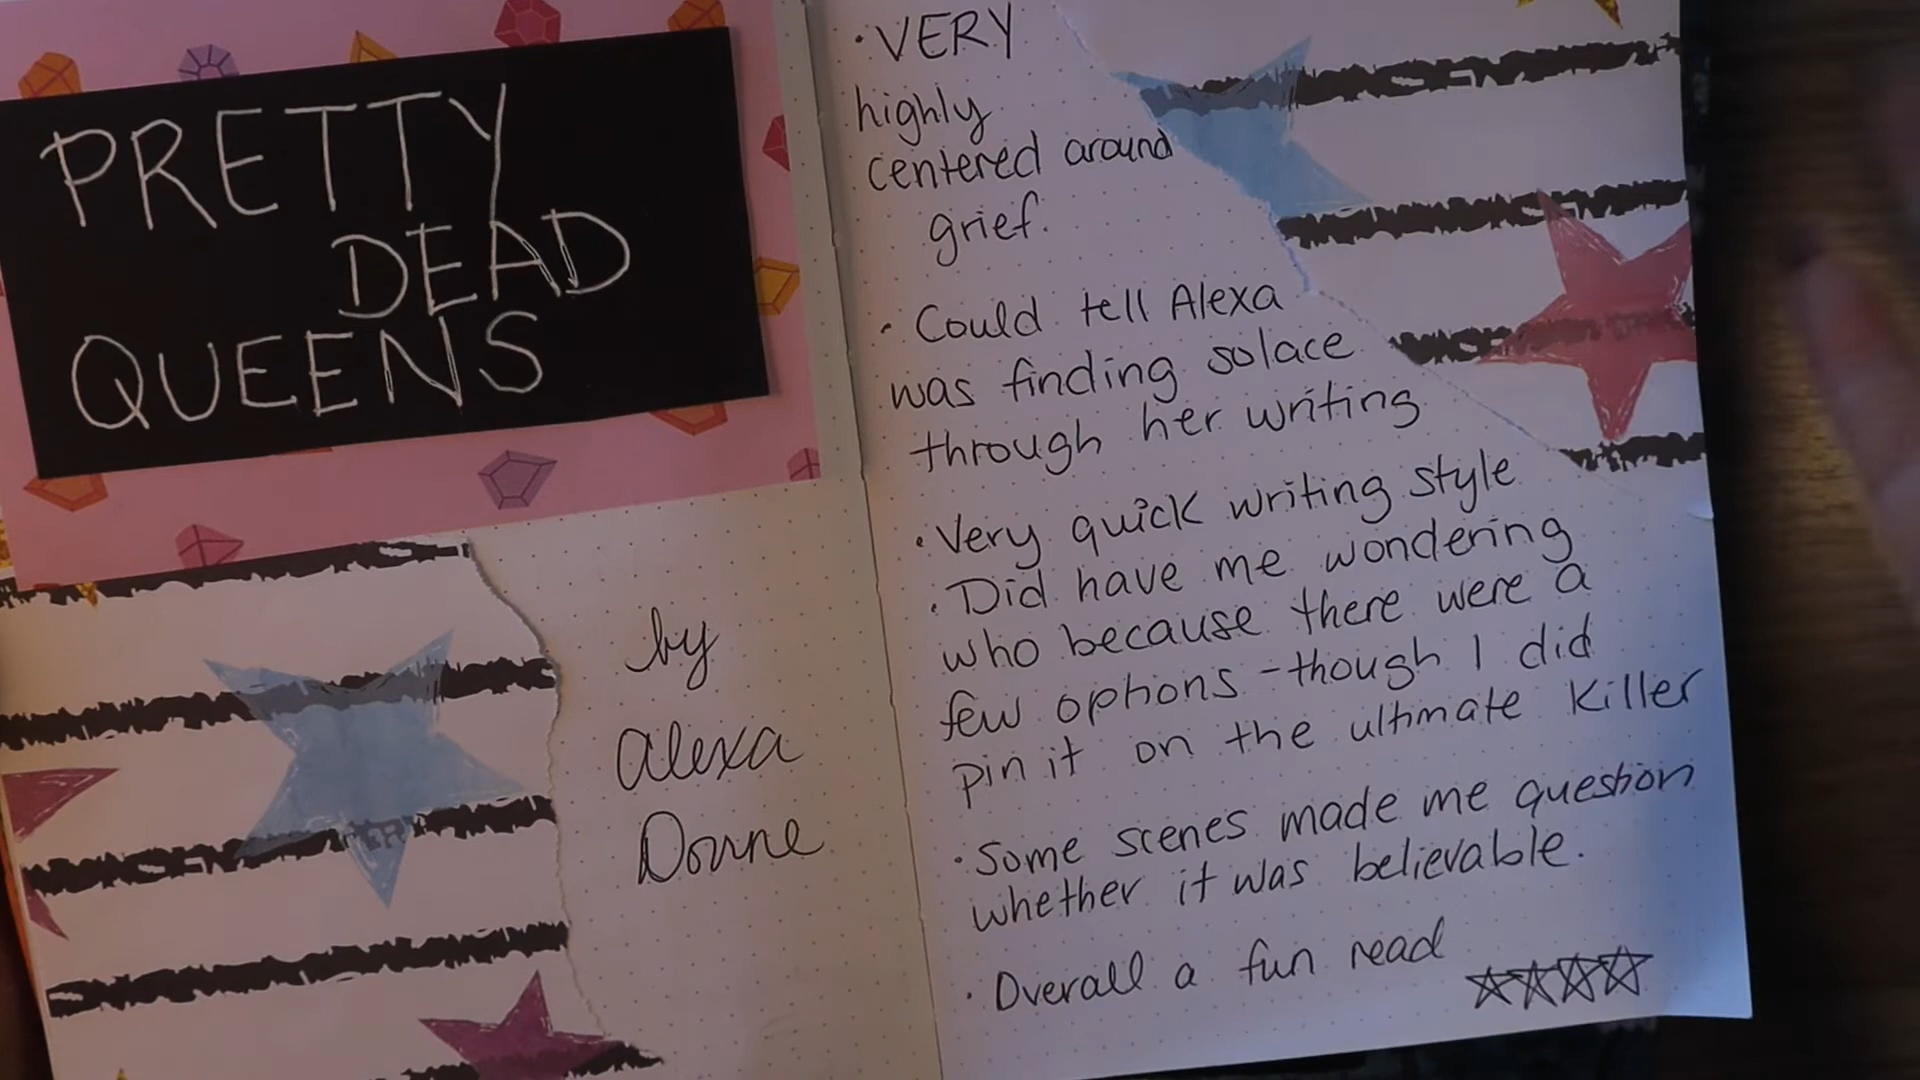 PRETTY
DEAD
QUEENS
by
Alexa
Donne
• VERY
highly
centered around
grief.
• Could tell Alexa
was finding solace
through her writing
• Very quick writing style
• Did have me wondering
who because there were a
few options - though I did
pin it on the ultimate killer
• Some scenes made me question
whether it was believable.
• Overall a fun read